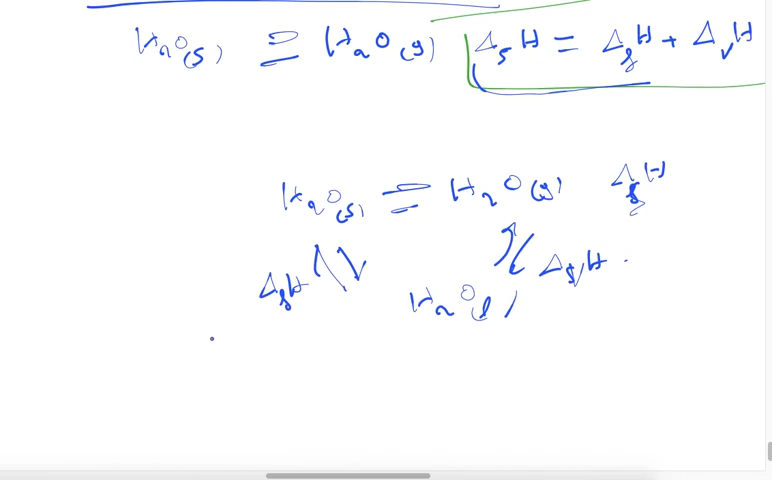 H₂O(s) ⇌ H₂O(g) ΔsH = ΔfH + ΔvH
H₂O(s) ⇌ H₂O(g) ΔsH
ΔfH ΔvH
H₂O(l)